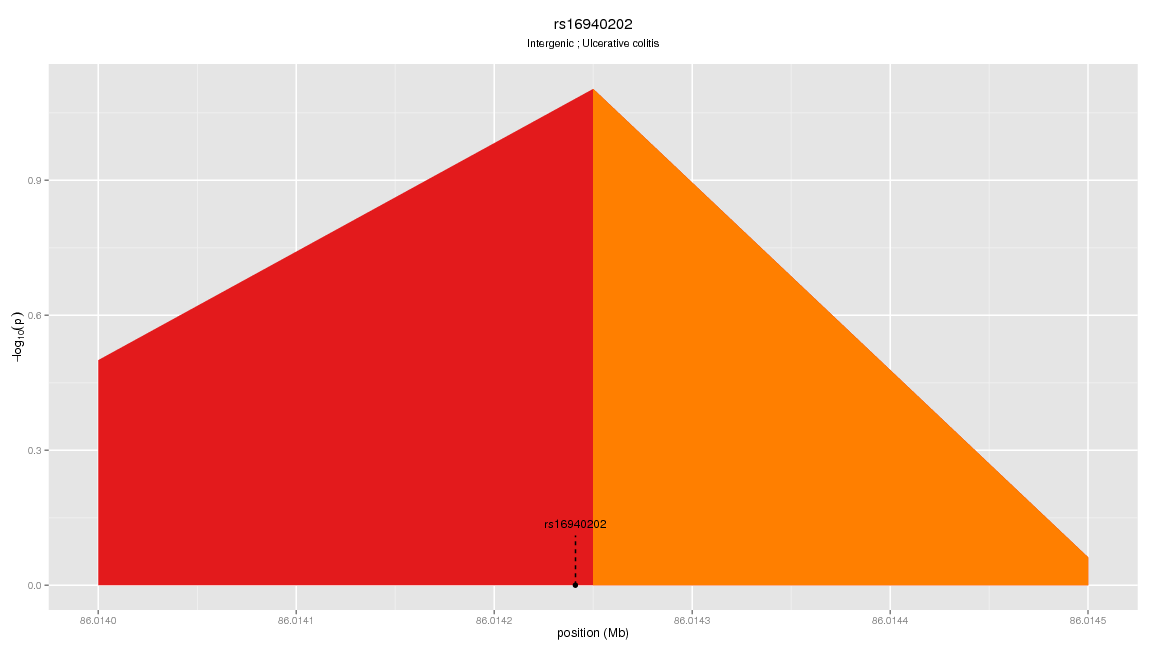 rs16940202
Intergenic ; Ulcerative colitis
0.9
0.6
0.3
0.0
−log10(p)
rs16940202
86.0140 86.0141 86.0142 86.0143 86.0144 86.0145
position (Mb)